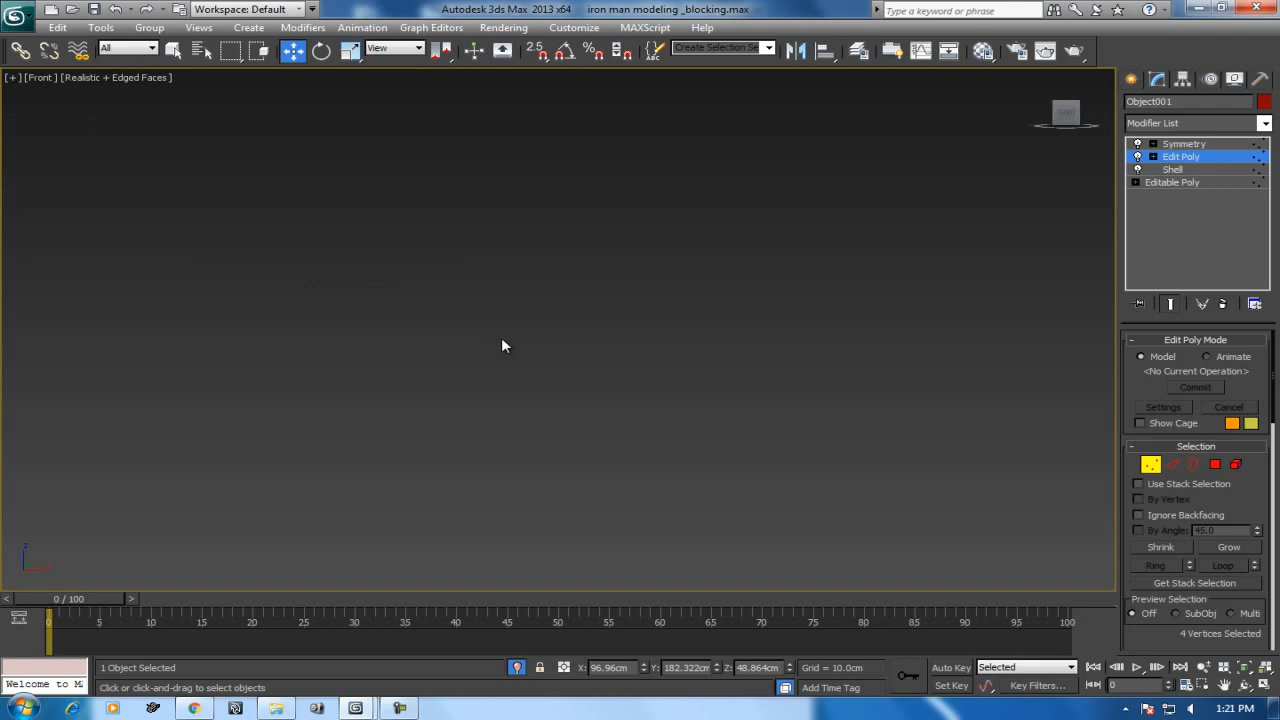 Workspace: Default
Autodesk 3ds Max 2013 x64 iron man modeling _blocking.max
Type a keyword or phrase
Edit Tools Group Views Create Modifiers Animation Graph Editors Rendering Customize MAXScript Help
All View 2.5 Create Selection Se
[+] [Front] [Realistic + Edged Faces]
FRONT
Object001
Modifier List
Symmetry
Edit Poly
Shell
Editable Poly
Edit Poly Mode
Model Animate
<No Current Operation>
Commit
Settings Cancel
Show Cage
Selection
Use Stack Selection
By Vertex
Ignore Backfacing
By Angle: 45.0
Shrink Grow
Ring Loop
Get Stack Selection
Preview Selection
Off SubObj Multi
4 Vertices Selected
z
< 0 / 100 >
0 5 10 15 20 25 30 35 40 45 50 55 60 65 70 75 80 85 90 95 100
1 Object Selected X: 96.96cm Y: 182.322cm Z: 48.864cm Grid = 10.0cm Auto Key Selected
Welcome to M Click or click-and-drag to select objects Add Time Tag Set Key Key Filters... 0
1:21 PM